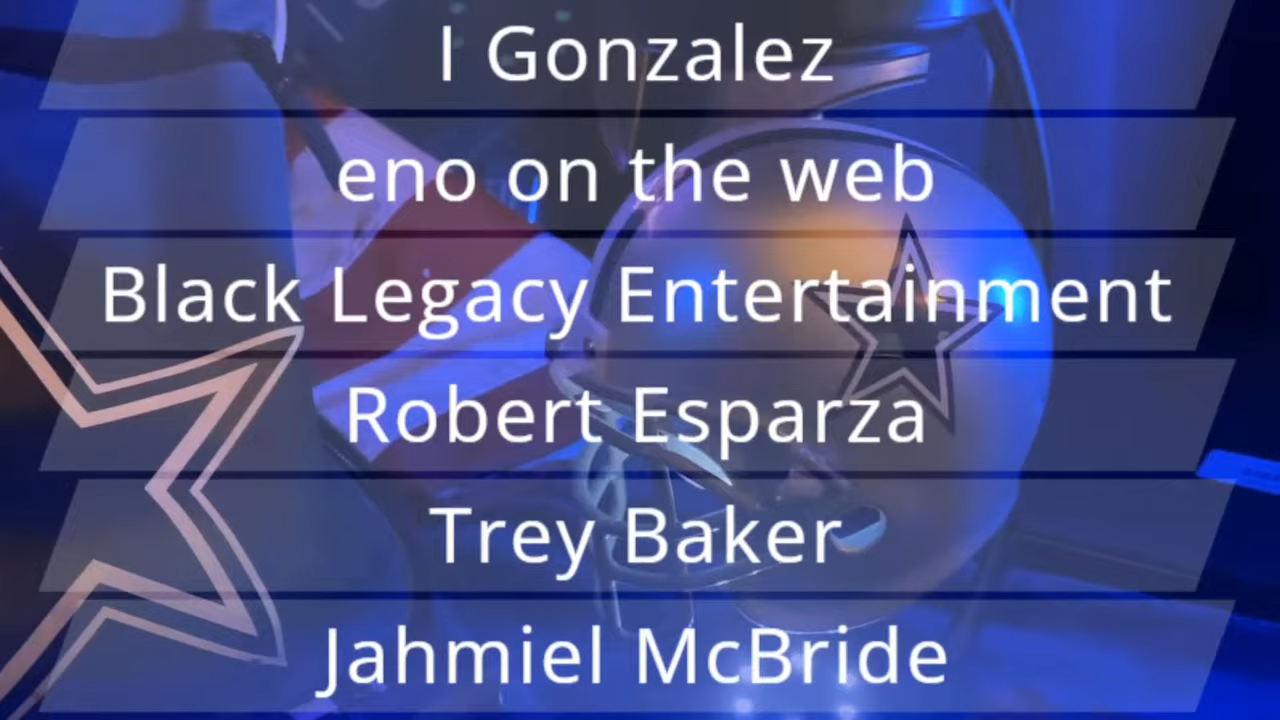 I Gonzalez
eno on the web
Black Legacy Entertainment
Robert Esparza
Trey Baker
Jahmiel McBride